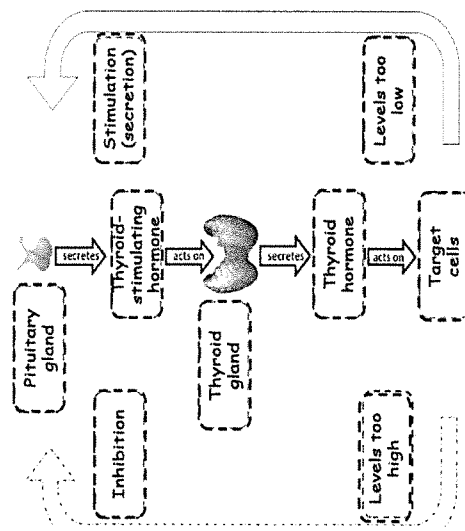 Pituitary
gland
secretes
Thyroid-
stimulating
hormone
Inhibition
Stimulation
(secretion)
acts on
Thyroid
gland
secretes
Thyroid
hormone
Levels too
high
Levels too
low
acts on
Target
cells